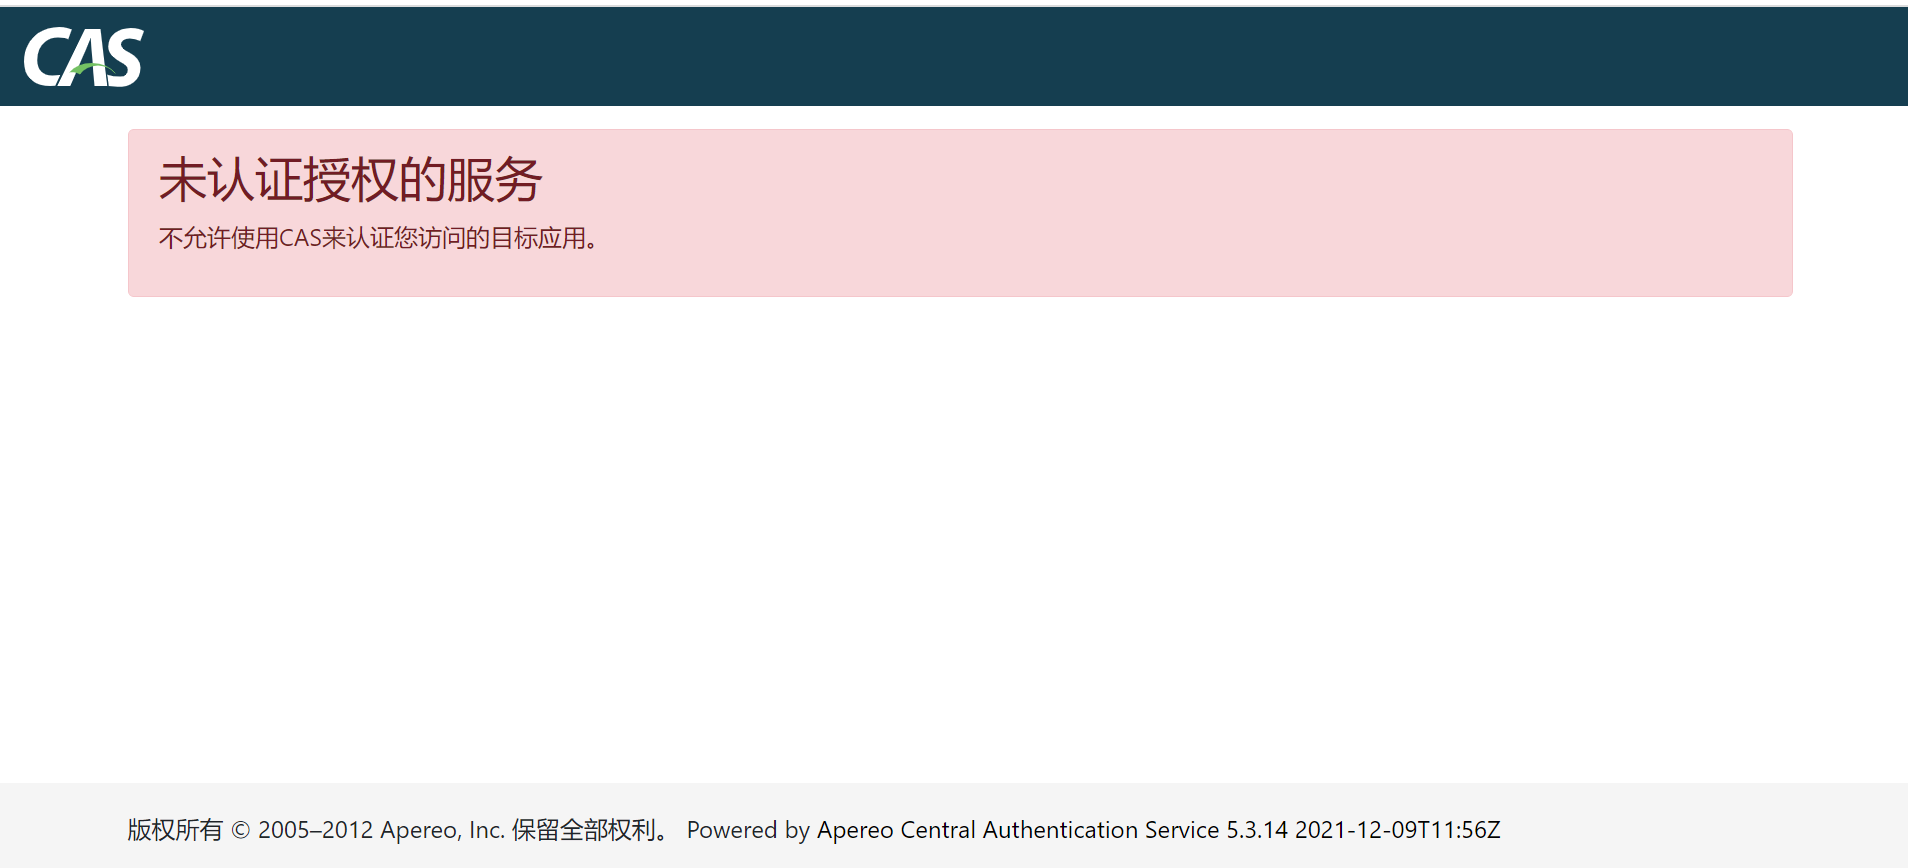 CAS
未认证授权的服务
不允许使用CAS来认证您访问的目标应用。
版权所有 © 2005–2012 Apereo, Inc. 保留全部权利。 Powered by Apereo Central Authentication Service 5.3.14 2021-12-09T11:56Z